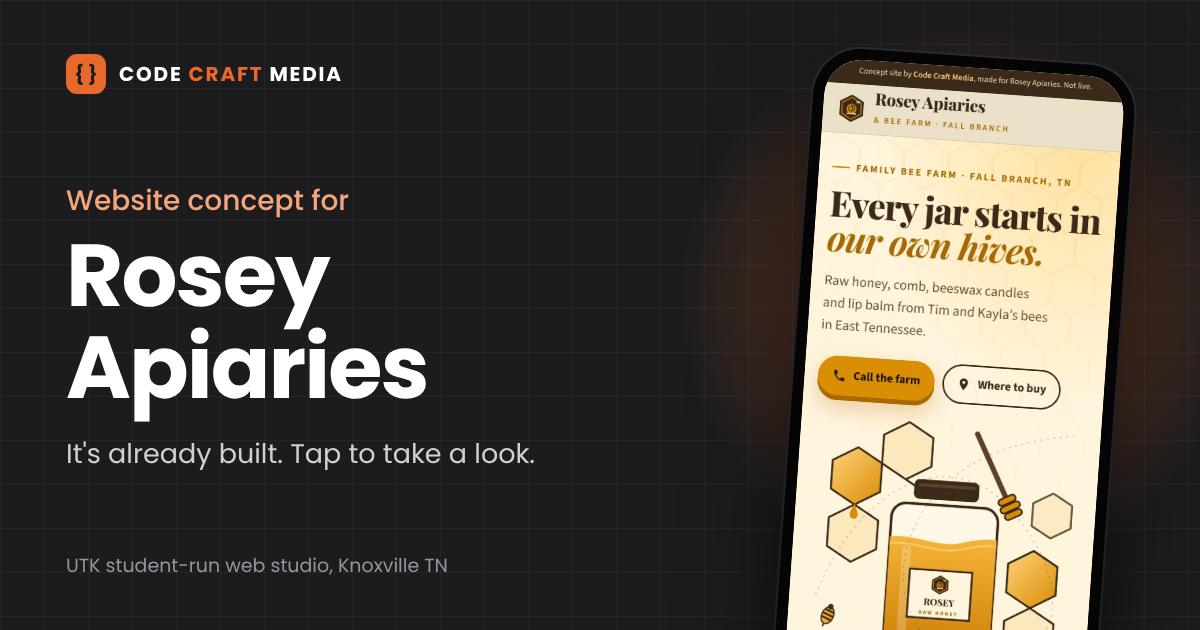 { } CODE CRAFT MEDIA
Website concept for
Rosey
Apiaries
It's already built. Tap to take a look.
UTK student-run web studio, Knoxville TN
Concept site by Code Craft Media, made for Rosey Apiaries. Not live.
Rosey Apiaries
& BEE FARM · FALL BRANCH
FAMILY BEE FARM · FALL BRANCH, TN
Every jar starts in
our own hives.
Raw honey, comb, beeswax candles
and lip balm from Tim and Kayla's bees
in East Tennessee.
Call the farm
Where to buy
ROSEY
RAW HONEY